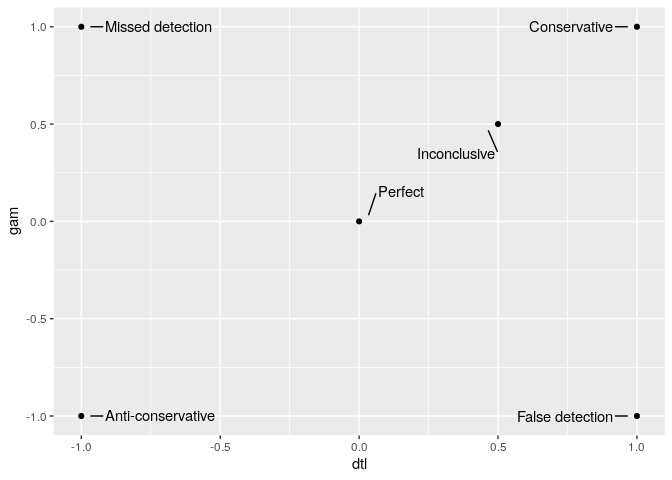 1.0
Missed detection
Conservative
0.5
Inconclusive
Perfect
0.0
gam
-0.5
-1.0
Anti-conservative
False detection
-1.0
-0.5
0.0
0.5
1.0
dtl